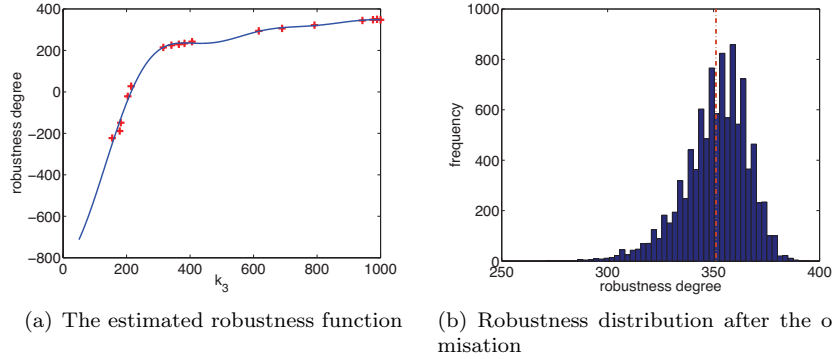 400
200
0
−200
−400
−600
−800
robustness degree
0 200 400 600 800 1000
k3
1000
800
600
400
200
0
frequency
250 300 350 400
robustness degree
(a) The estimated robustness function
(b) Robustness distribution after the o
misation